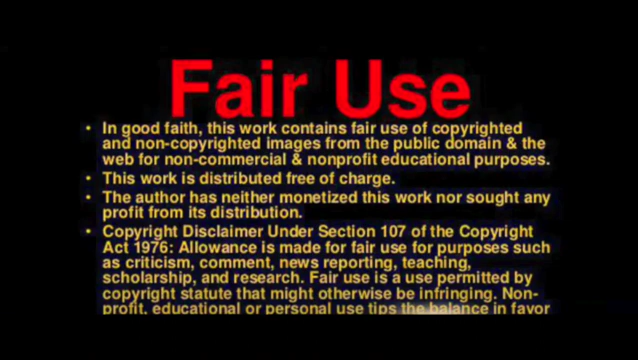 Fair Use
• In good faith, this work contains fair use of copyrighted
and non-copyrighted images from the public domain & the
web for non-commercial & nonprofit educational purposes.
• This work is distributed free of charge.
• The author has neither monetized this work nor sought any
profit from its distribution.
• Copyright Disclaimer Under Section 107 of the Copyright
Act 1976: Allowance is made for fair use for purposes such
as criticism, comment, news reporting, teaching,
scholarship, and research. Fair use is a use permitted by
copyright statute that might otherwise be infringing. Non-
profit, educational or personal use tips the balance in favor